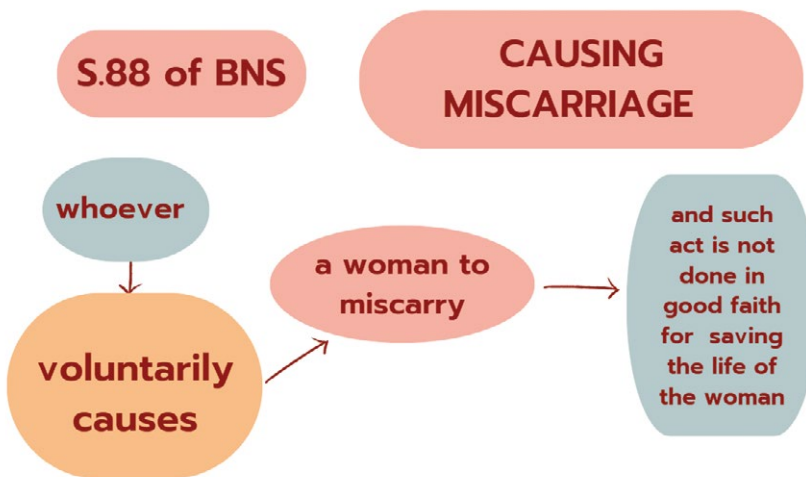 S.88 of BNS
CAUSING
MISCARRIAGE
whoever
voluntarily
causes
a woman to
miscarry
and such
act is not
done in
good faith
for saving
the life of
the woman